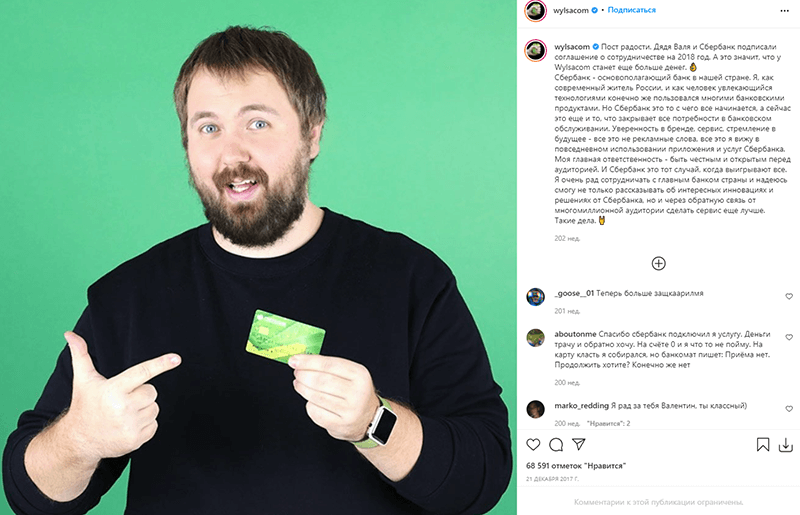 wylsacom • Подписаться
wylsacom Пост радости. Дядя Валя и Сбербанк подписали
соглашение о сотрудничестве на 2018 год. А это значит, что у
Wylsacom станет еще больше денег. 👌
Сбербанк - основополагающий банк в нашей стране. Я, как
современный житель России, и как человек увлекающийся
технологиями конечно же пользовался многими банковскими
продуктами. Но Сбербанк это то с чего все начинается, а сейчас
это еще и то, что закрывает все потребности в банковском
обслуживании. Уверенность в бренде, сервис, стремление в
будущее - все это не рекламные слова, все это я вижу в
повседневном использовании приложения и услуг Сбербанка.
Моя главная ответственность - быть честным и открытым перед
аудиторией. И Сбербанк это тот случай, когда выигрывают все.
Я очень рад сотрудничать с главным банком страны и надеюсь
смогу не только рассказывать об интересных инновациях и
решениях от Сбербанка, но и через обратную связь от
многомиллионной аудитории сделать сервис еще лучше.
Такие дела. 🤘
202 нед.
_goose__01 Теперь больше защкаарилмя
201 нед.
aboutonme Спасибо сбербанк подключил я услугу. Деньги
трачу и обратно хочу. На счёте 0 и я что то не пойму. На
карту класть я собирался, но банкомат пишет: Приёма нет.
Продолжить хотите? Конечно же нет
200 нед.
marko_redding Я рад за тебя Валентин, ты классный)
200 нед. "Нравится": 2
68 591 отметок "Нравится"
21 ДЕКАБРЯ 2017 Г.
Комментарии к этой публикации ограничены.